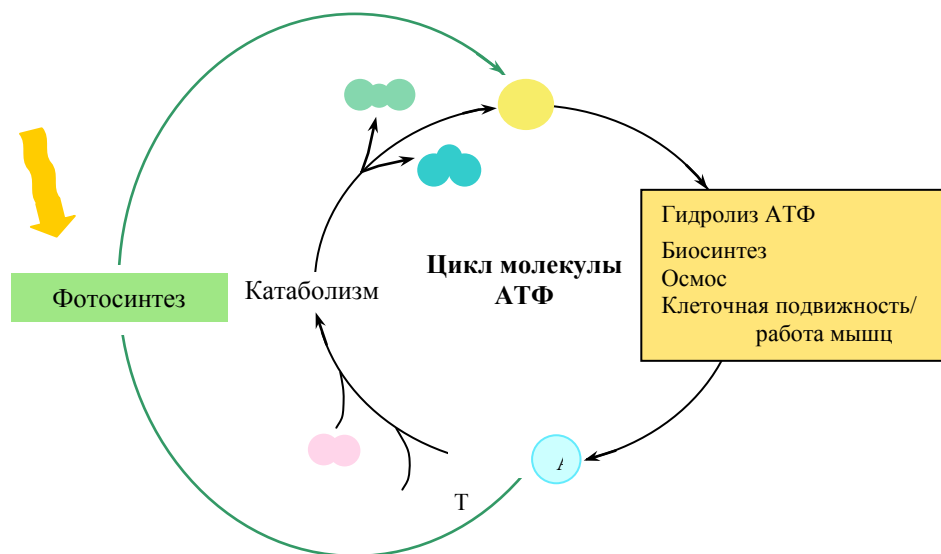 Гидролиз АТФ
Биосинтез
Осмос
Клеточная подвижность/
работа мышц
Цикл молекулы
АТФ
Фотосинтез
Катаболизм
Т